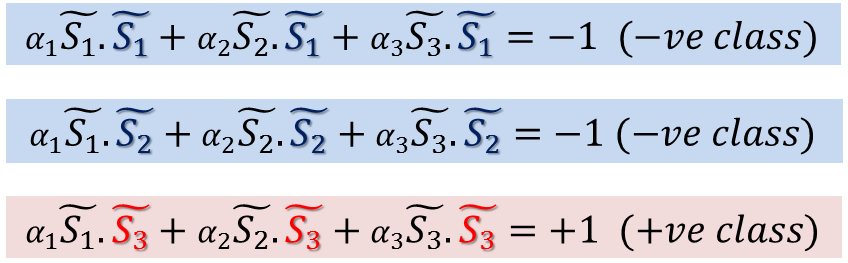 α₁S̃₁.S̃₁ + α₂S̃₂.S̃₁ + α₃S̃₃.S̃₁ = −1 (−ve class)
α₁S̃₁.S̃₂ + α₂S̃₂.S̃₂ + α₃S̃₃.S̃₂ = −1 (−ve class)
α₁S̃₁.S̃₃ + α₂S̃₂.S̃₃ + α₃S̃₃.S̃₃ = +1 (+ve class)